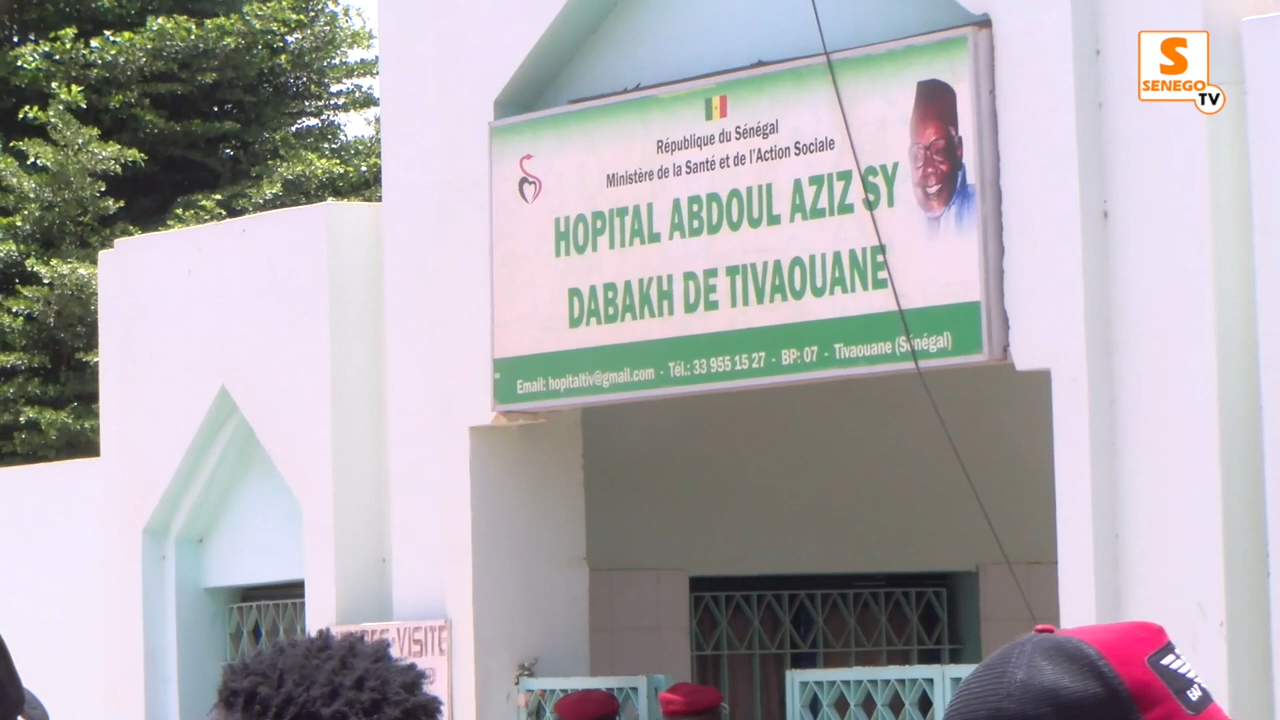 République du Sénégal
Ministère de la Santé et de l'Action Sociale
HOPITAL ABDOUL AZIZ SY
DABAKH DE TIVAOUANE
Email: hopitaltiv@gmail.com - Tél.: 33 955 15 27 - BP: 07 - Tivaouane (Sénégal)
VISITE
S
SENEGO
TV